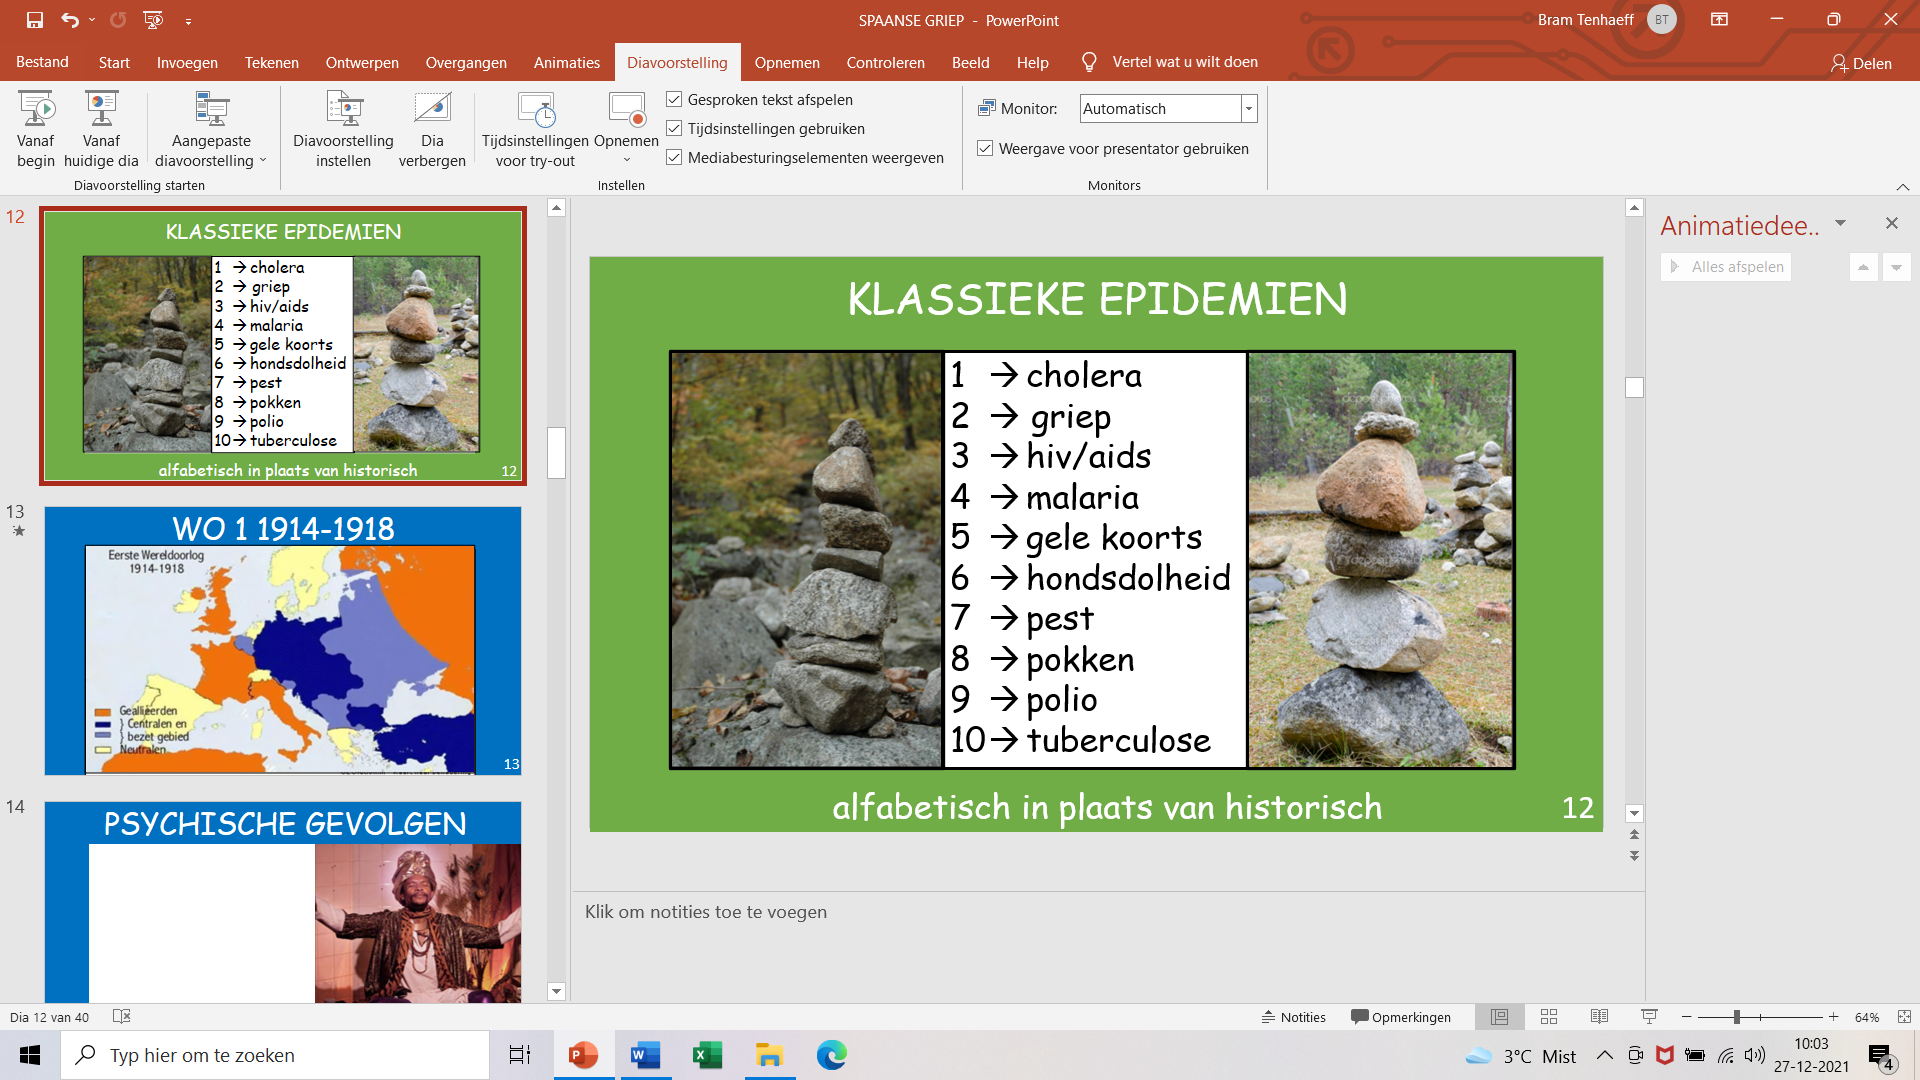 SPAANSE GRIEP - PowerPoint
Bram Tenhaeff
BT
Bestand
Start
Invoegen
Tekenen
Ontwerpen
Overgangen
Animaties
Diavoorstelling
Opnemen
Controleren
Beeld
Help
Vertel wat u wilt doen
Delen
Vanaf
begin
Vanaf
huidige dia
Aangepaste
diavoorstelling
Diavoorstelling starten
Diavoorstelling
instellen
Dia
verbergen
Tijdsinstellingen
voor try-out
Opnemen
Gesproken tekst afspelen
Tijdsinstellingen gebruiken
Mediabesturingselementen weergeven
Instellen
Monitor:
Automatisch
Weergave voor presentator gebruiken
Monitors
12
KLASSIEKE EPIDEMIEN
1 → cholera
2 → griep
3 → hiv/aids
4 → malaria
5 → gele koorts
6 → hondsdolheid
7 → pest
8 → pokken
9 → polio
10 → tuberculose
alfabetisch in plaats van historisch
12
13
WO 1 1914-1918
Eerste Wereldoorlog
1914-1918
Geallieerden
} Centralen en
} bezet gebied
Neutralen
13
14
PSYCHISCHE GEVOLGEN
KLASSIEKE EPIDEMIEN
1 → cholera
2 → griep
3 → hiv/aids
4 → malaria
5 → gele koorts
6 → hondsdolheid
7 → pest
8 → pokken
9 → polio
10 → tuberculose
alfabetisch in plaats van historisch
12
Klik om notities toe te voegen
Animatiedee..
Alles afspelen
Dia 12 van 40
Notities
Opmerkingen
64%
Typ hier om te zoeken
3°C Mist
10:03
27-12-2021
4